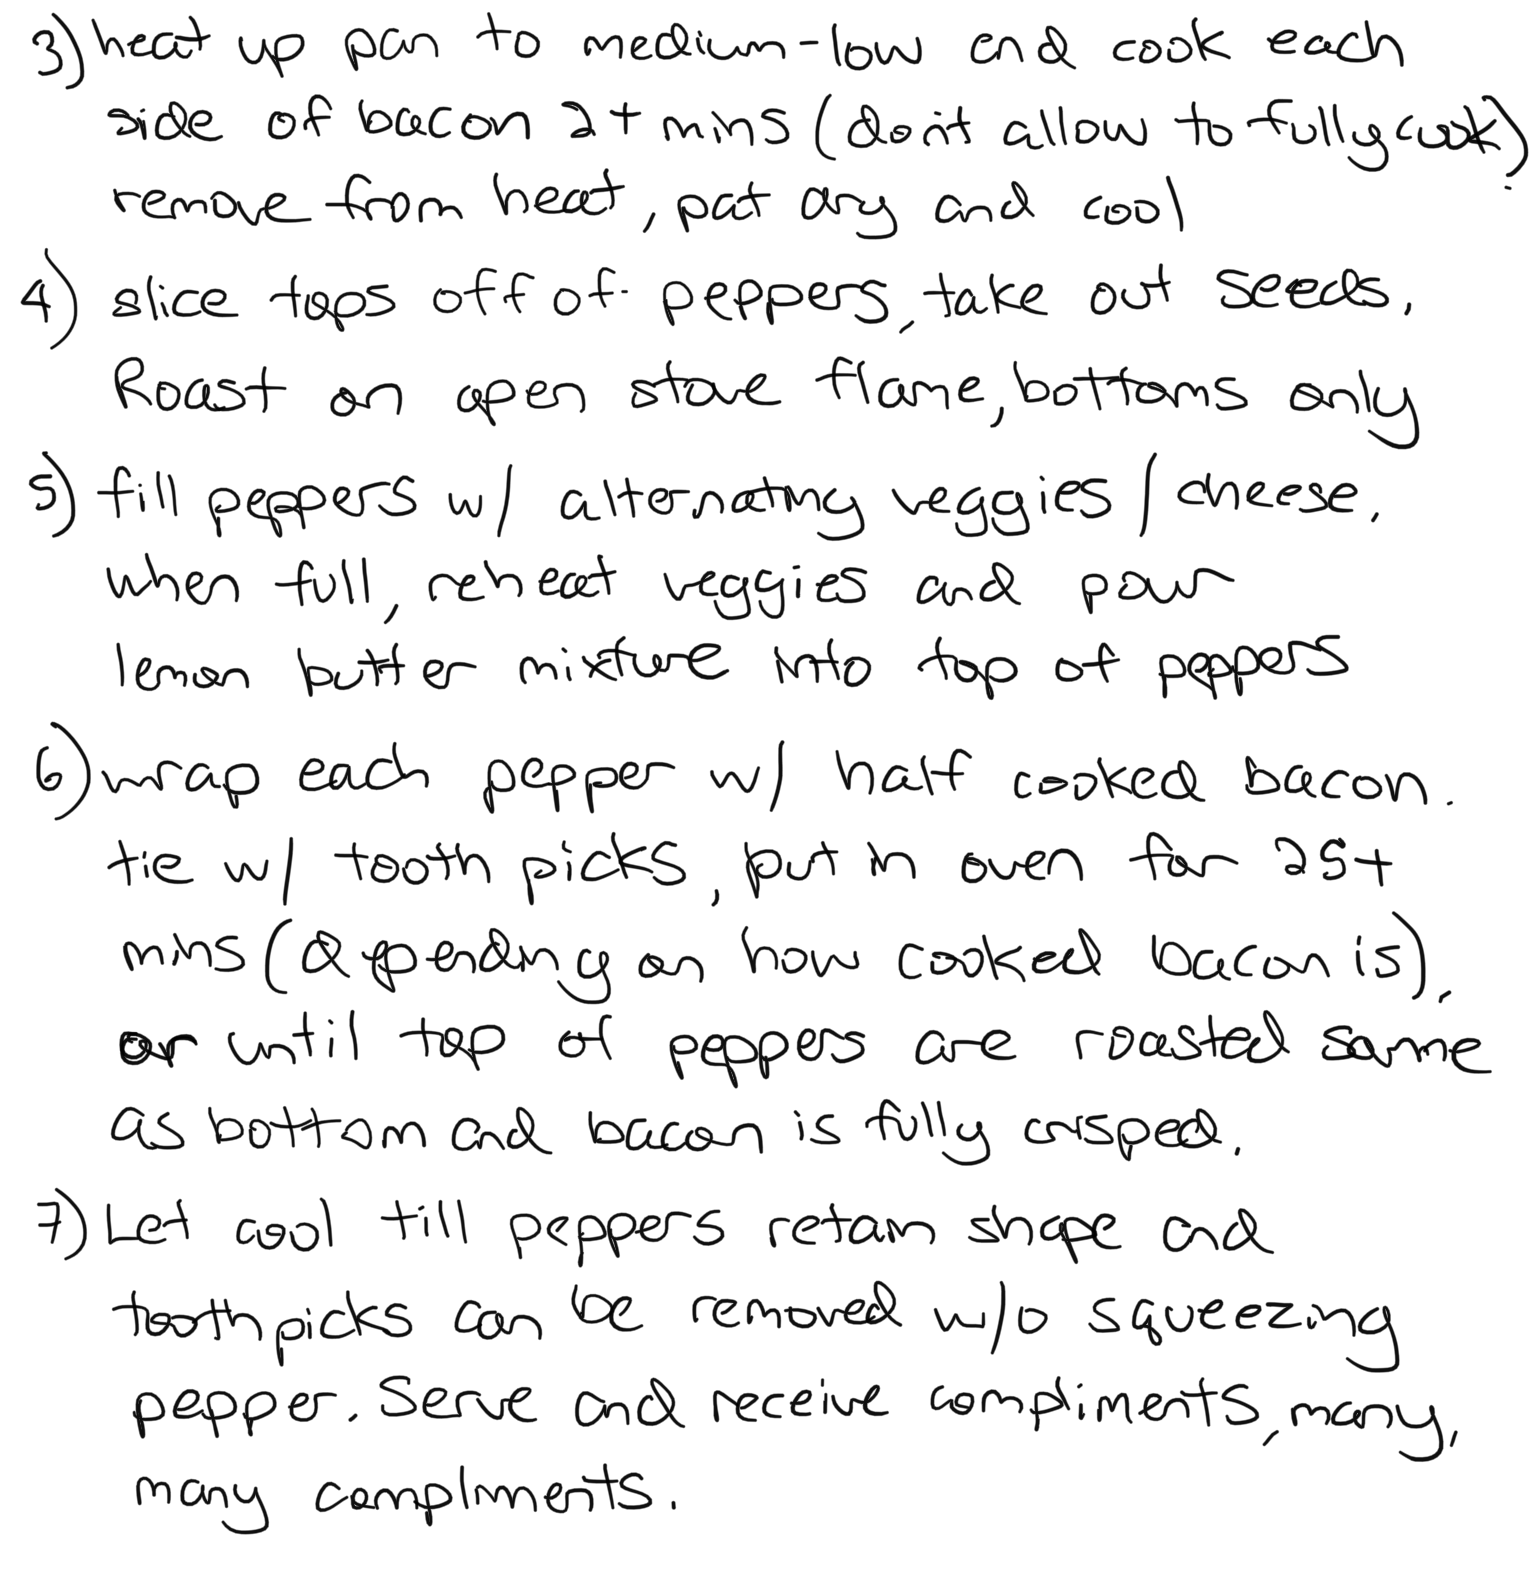 3) heat up pan to medium-low and cook each
side of bacon 2+ mins (don't allow to fully cook).
remove from heat, pat dry and cool
4) slice tops off of peppers, take out seeds.
Roast on open stove flame, bottoms only
5) fill peppers w/ alternating veggies / cheese.
when full, reheat veggies and pour
lemon butter mixture into top of peppers
6) wrap each pepper w/ half cooked bacon.
tie w/ tooth picks, put in oven for 25+
mins (depending on how cooked bacon is),
or until top of peppers are roasted same
as bottom and bacon is fully crisped.
7) Let cool till peppers retain shape and
toothpicks can be removed w/o squeezing
pepper. Serve and receive compliments, many,
many compliments.